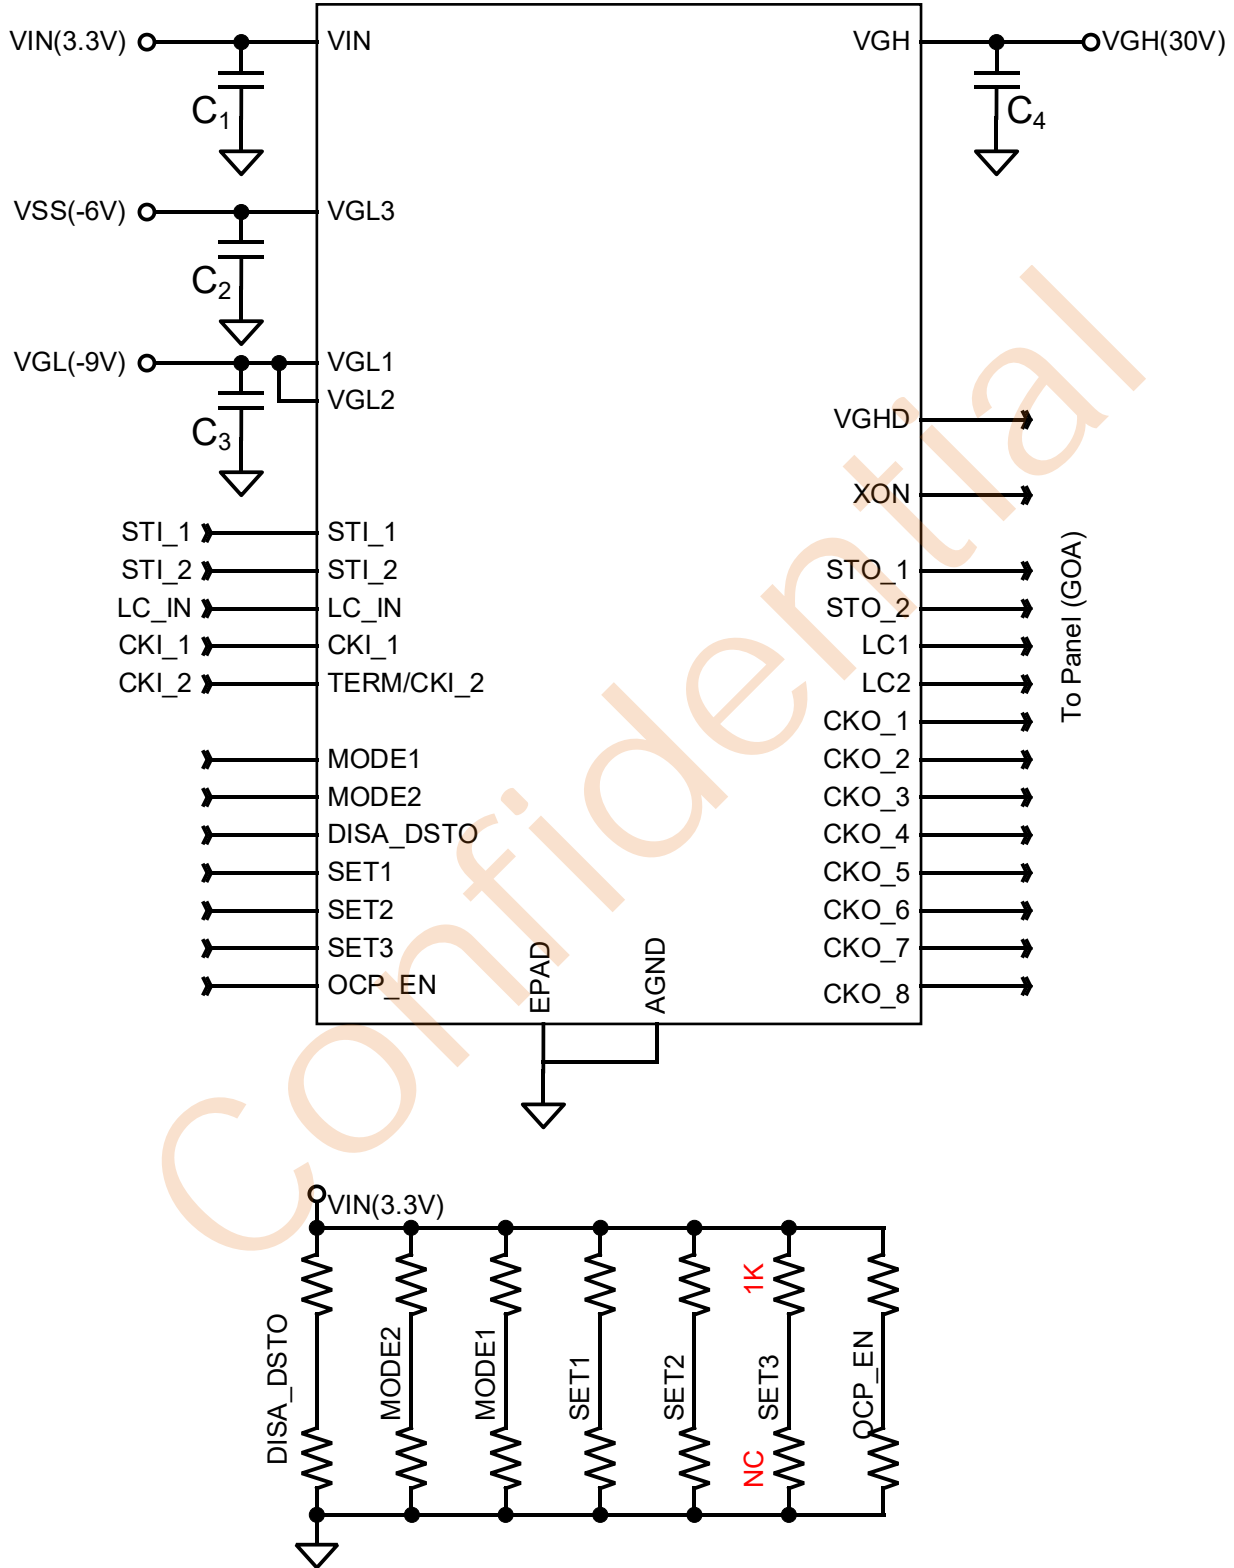 VIN(3.3V)
VIN
VGH
VGH(30V)
C1
C4
VSS(-6V)
VGL3
C2
VGL(-9V)
VGL1
VGL2
C3
VGHD
XON
STI_1
STI_1
STI_2
STI_2
STO_1
LC_IN
LC_IN
STO_2
CKI_1
CKI_1
LC1
CKI_2
TERM/CKI_2
LC2
To Panel (GOA)
CKO_1
MODE1
CKO_2
MODE2
CKO_3
DISA_DSTO
CKO_4
SET1
CKO_5
SET2
CKO_6
SET3
CKO_7
OCP_EN
CKO_8
EPAD
AGND
Confidential
VIN(3.3V)
1K
DISA_DSTO
MODE2
MODE1
SET1
SET2
SET3
OCP_EN
NC